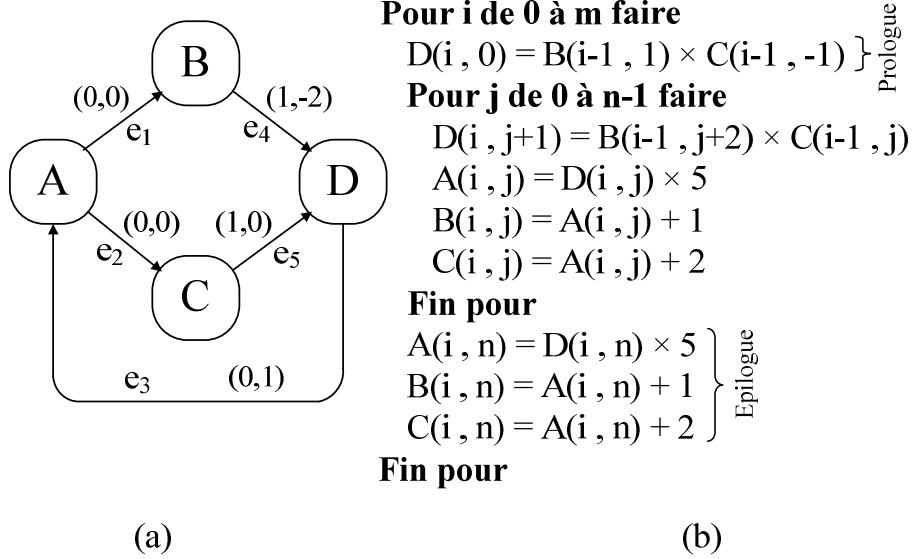 B
(0,0)
(1,-2)
e1
e4
A
D
(0,0)
(1,0)
e2
e5
C
e3
(0,1)
(a)
Pour i de 0 à m faire
D(i , 0) = B(i-1 , 1) × C(i-1 , -1)
Prologue
Pour j de 0 à n-1 faire
D(i , j+1) = B(i-1 , j+2) × C(i-1 , j)
A(i , j) = D(i , j) × 5
B(i , j) = A(i , j) + 1
C(i , j) = A(i , j) + 2
Fin pour
A(i , n) = D(i , n) × 5
B(i , n) = A(i , n) + 1
C(i , n) = A(i , n) + 2
Epilogue
Fin pour
(b)